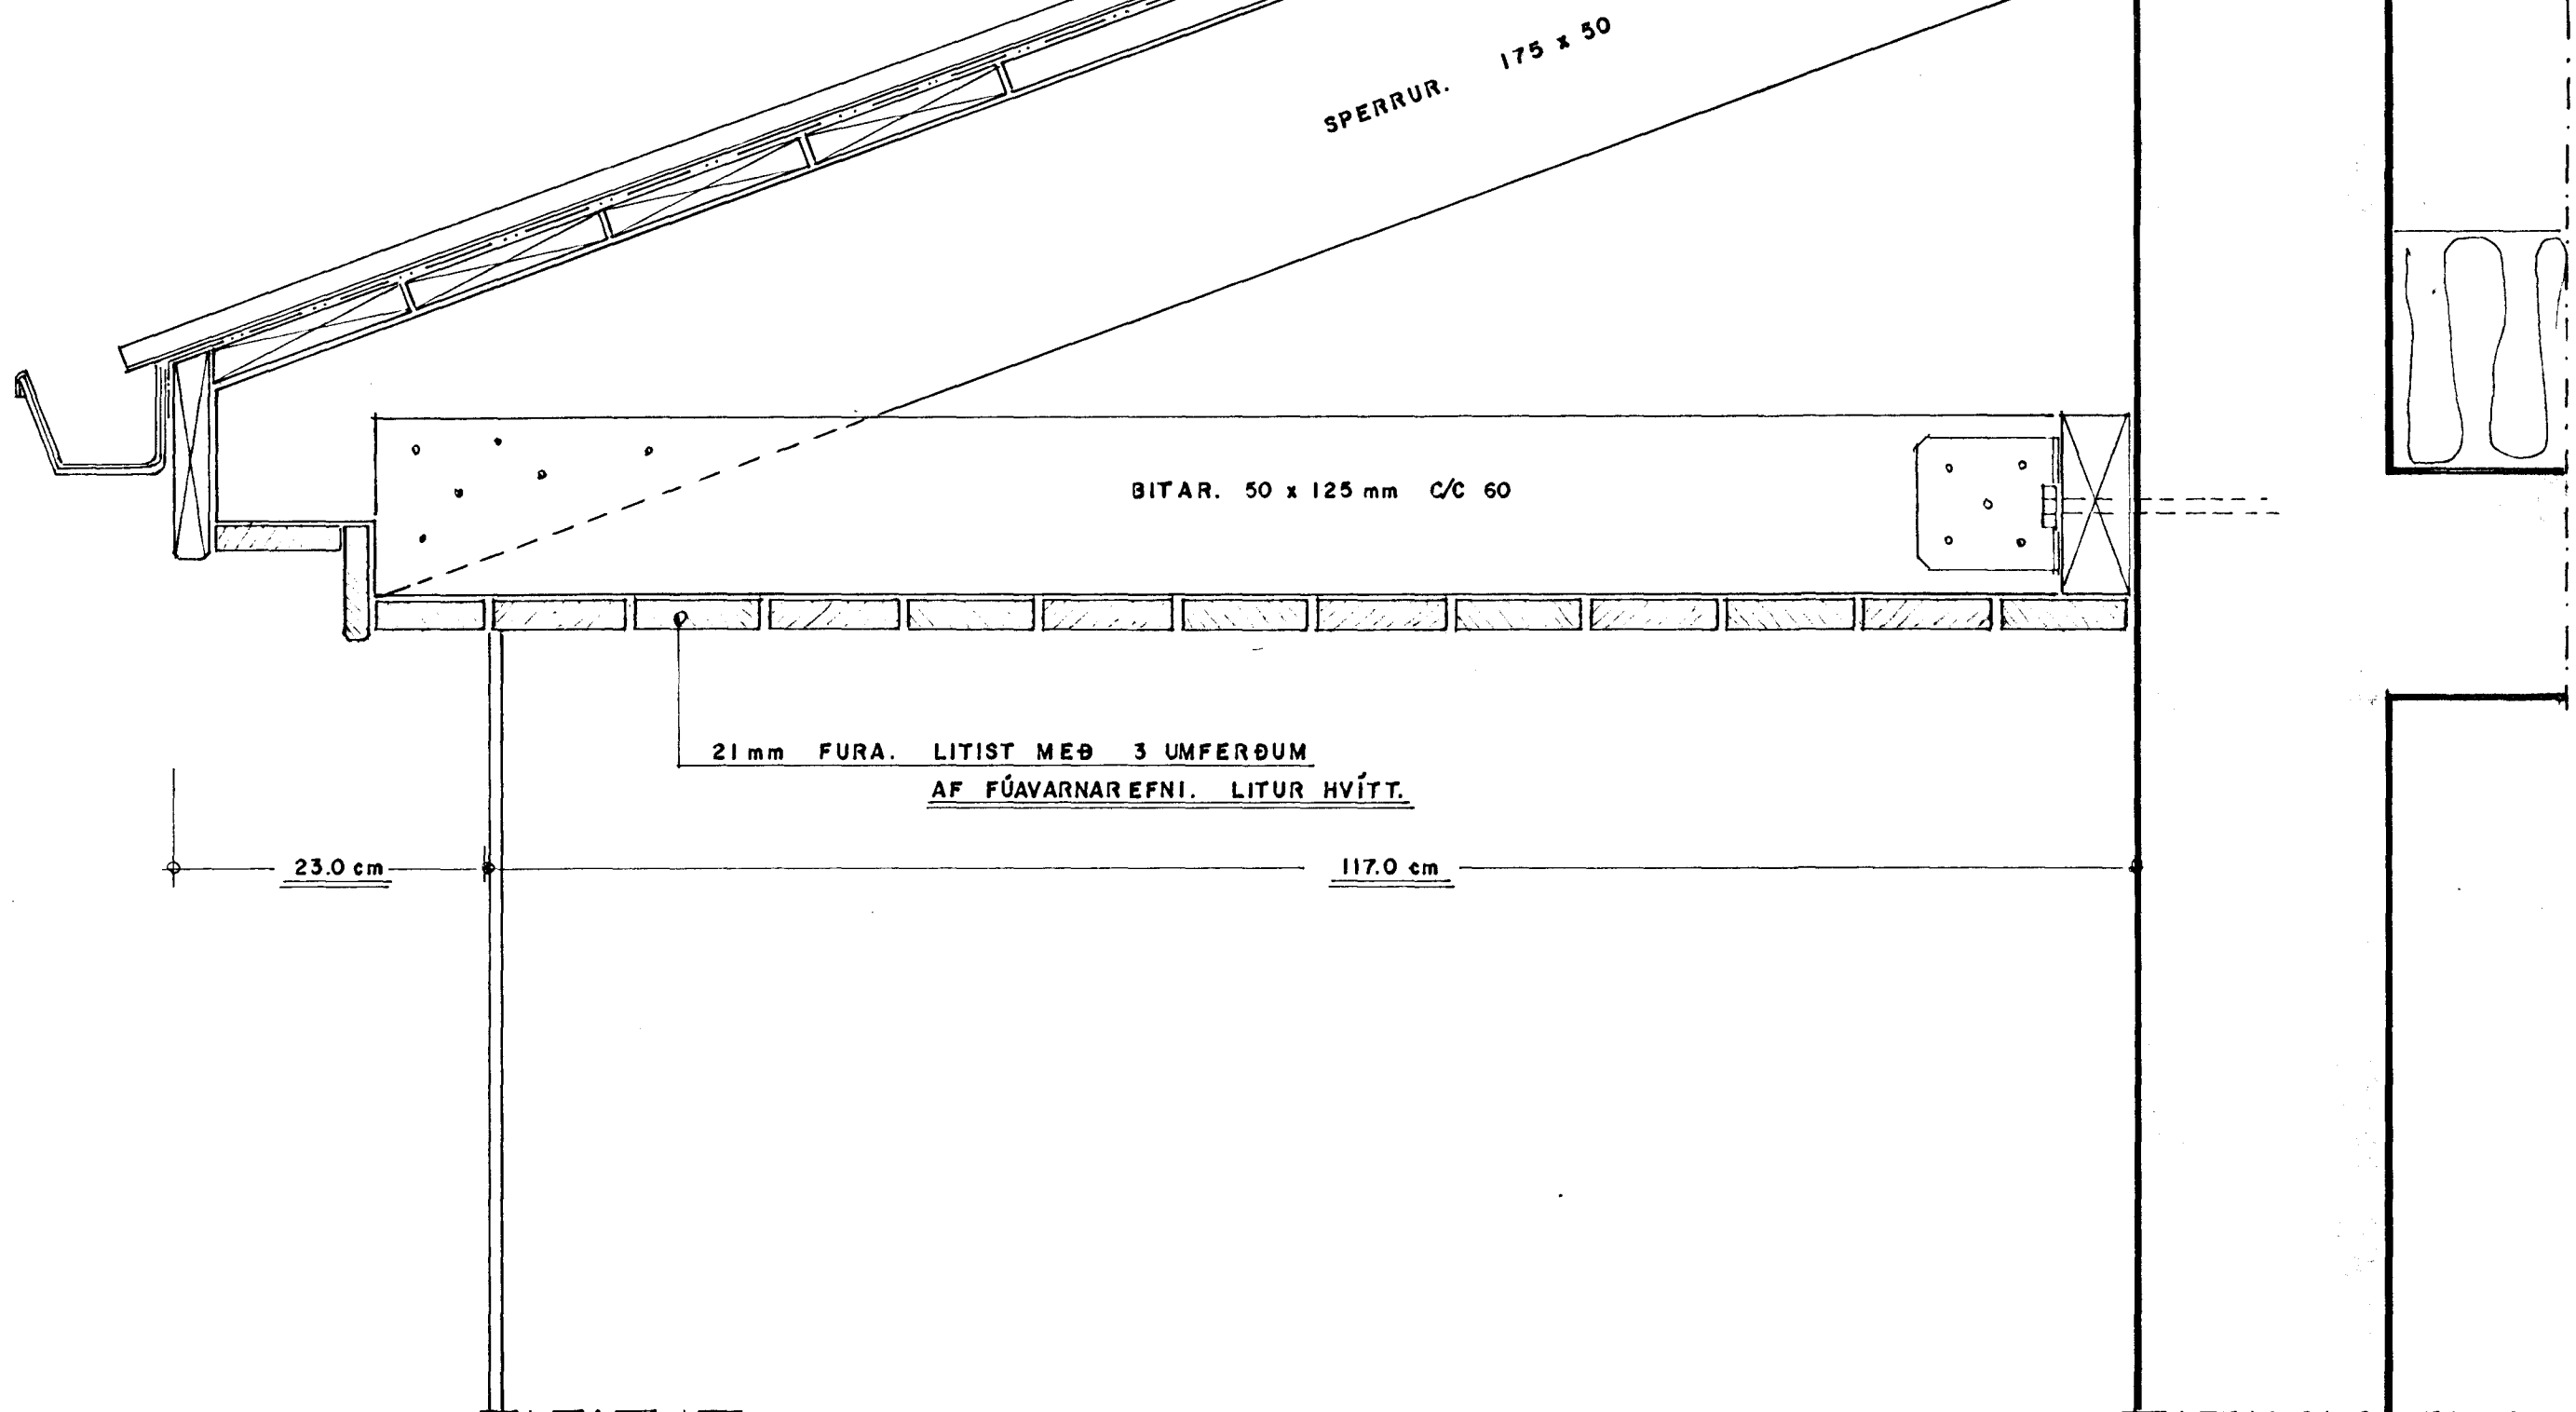 SPERRUR. 175 x 50
BITAR. 50 x 125 mm C/C 60
21 mm FURA. LITIST MEÐ 3 UMFERÐUM
AF FÚAVARNAREFNI. LITUR HVÍTT.
23.0 cm
117.0 cm